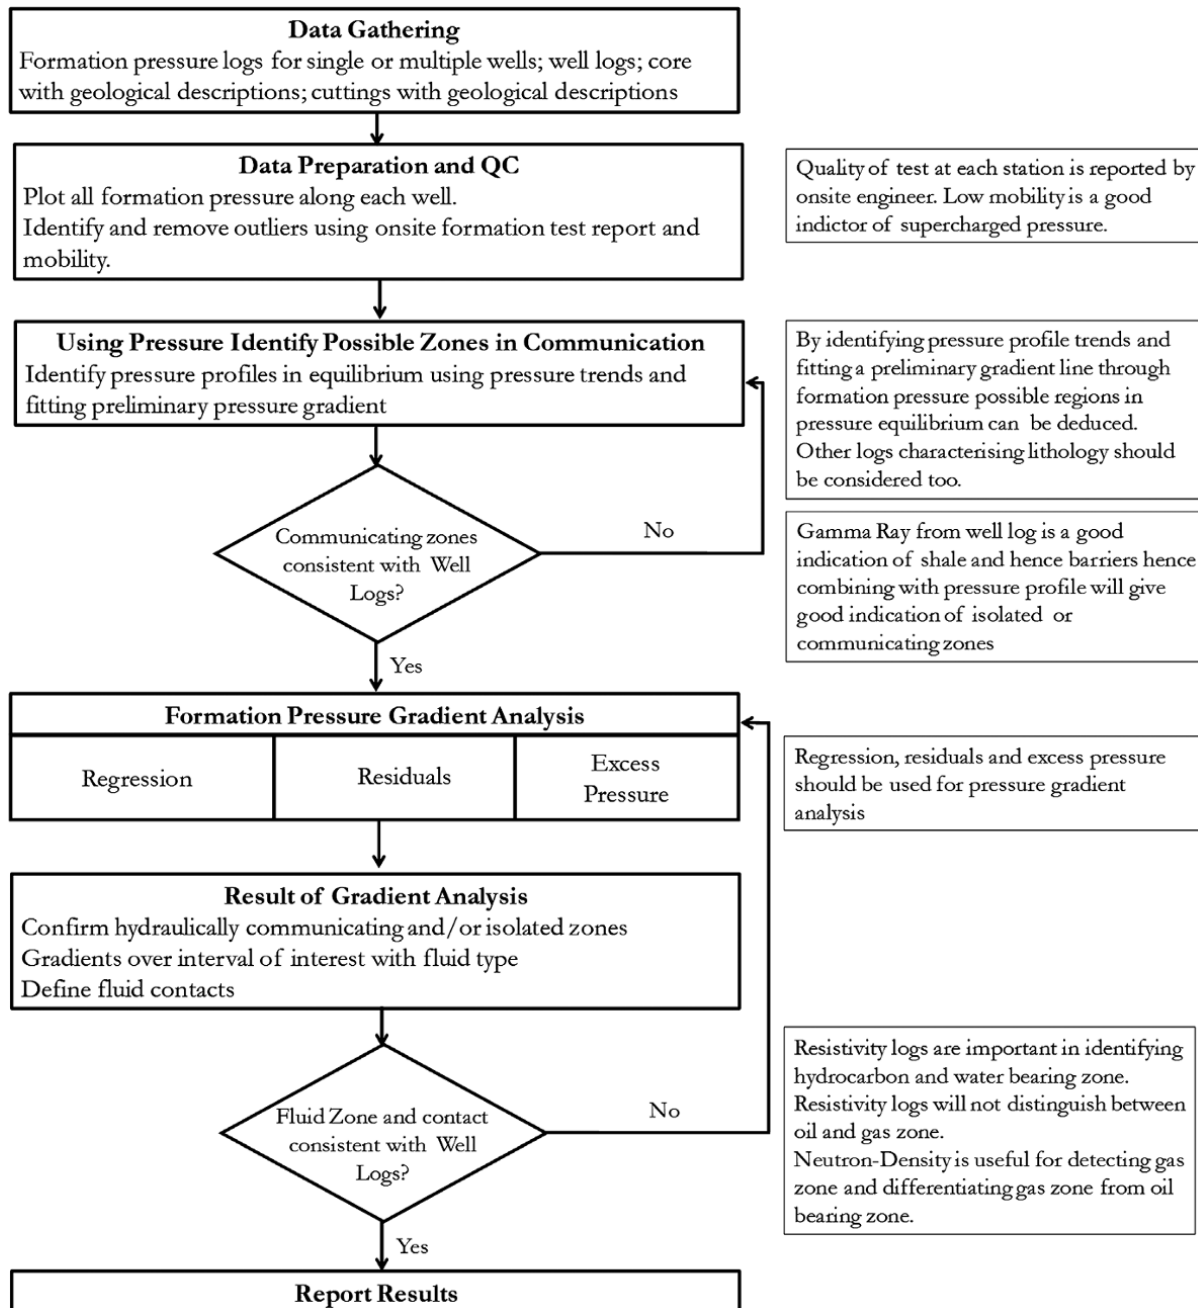 Data Gathering
Formation pressure logs for single or multiple wells; well logs; core
with geological descriptions; cuttings with geological descriptions
Data Preparation and QC
Plot all formation pressure along each well.
Identify and remove outliers using onsite formation test report and
mobility.
Quality of test at each station is reported by
onsite engineer. Low mobility is a good
indictor of supercharged pressure.
Using Pressure Identify Possible Zones in Communication
Identify pressure profiles in equilibrium using pressure trends and
fitting preliminary pressure gradient
By identifying pressure profile trends and
fitting a preliminary gradient line through
formation pressure possible regions in
pressure equilibrium can be deduced.
Other logs characterising lithology should
be considered too.
Communicating zones
consistent with Well
Logs?
No
Gamma Ray from well log is a good
indication of shale and hence barriers hence
combining with pressure profile will give
good indication of isolated or
communicating zones
Yes
Formation Pressure Gradient Analysis
Regression
Residuals
Excess
Pressure
Regression, residuals and excess pressure
should be used for pressure gradient
analysis
Result of Gradient Analysis
Confirm hydraulically communicating and/or isolated zones
Gradients over interval of interest with fluid type
Define fluid contacts
Fluid Zone and contact
consistent with Well
Logs?
No
Resistivity logs are important in identifying
hydrocarbon and water bearing zone.
Resistivity logs will not distinguish between
oil and gas zone.
Neutron-Density is useful for detecting gas
zone and differentiating gas zone from oil
bearing zone.
Yes
Report Results